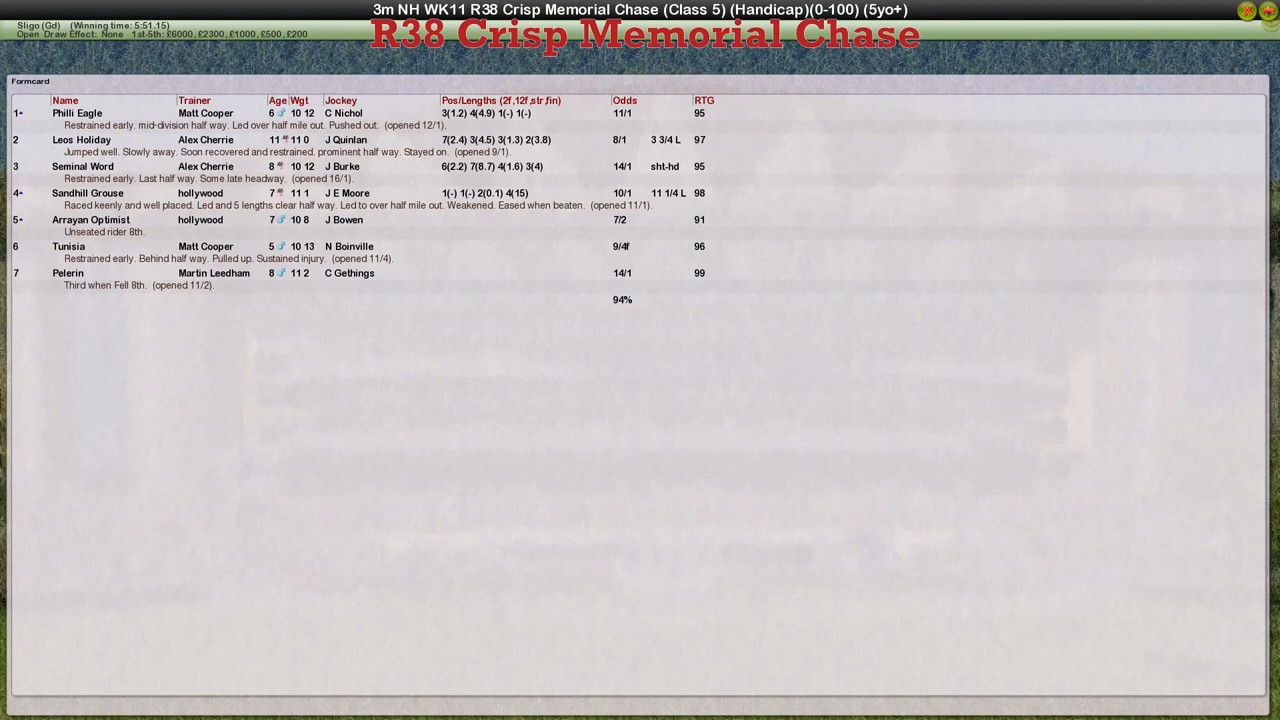 3m NH WK11 R38 Crisp Memorial Chase (Class 5) (Handicap)(0-100) (5yo+)
Sligo (Gd) (Winning time: 5:51.15)
Open Draw Effect: None 1st-5th: £6000, £2300, £1000, £500, £200
R38 Crisp Memorial Chase
Formcard
Name Trainer Age Wgt Jockey Pos/Lengths (2f,12f,str,fin) Odds RTG
1 Philli Eagle Matt Cooper 6 10 12 C Nichol 3(1.2) 4(4.9) 1(-) 1(-) 11/1 95
Restrained early. mid-division half way. Led over half mile out. Pushed out. (opened 12/1).
2 Leos Holiday Alex Cherrie 11 11 0 J Quinlan 7(2.4) 3(4.5) 3(1.3) 2(3.8) 8/1 3 3/4 L 97
Jumped well. Slowly away. Soon recovered and restrained. prominent half way. Stayed on. (opened 9/1).
3 Seminal Word Alex Cherrie 8 10 12 J Burke 6(2.2) 7(8.7) 4(1.6) 3(4) 14/1 sht-hd 95
Restrained early. Last half way. Some late headway. (opened 16/1).
4 Sandhill Grouse hollywood 7 11 1 J E Moore 1(-) 1(-) 2(0.1) 4(15) 10/1 11 1/4 L 98
Raced keenly and well placed. Led and 5 lengths clear half way. Led to over half mile out. Weakened. Eased when beaten. (opened 11/1).
5 Arrayan Optimist hollywood 7 10 8 J Bowen 7/2 91
Unseated rider 8th.
6 Tunisia Matt Cooper 5 10 13 N Boinville 9/4f 96
Restrained early. Behind half way. Pulled up. Sustained injury. (opened 11/4).
7 Pelerin Martin Leedham 8 11 2 C Gethings 14/1 99
Third when Fell 8th. (opened 11/2).
94%